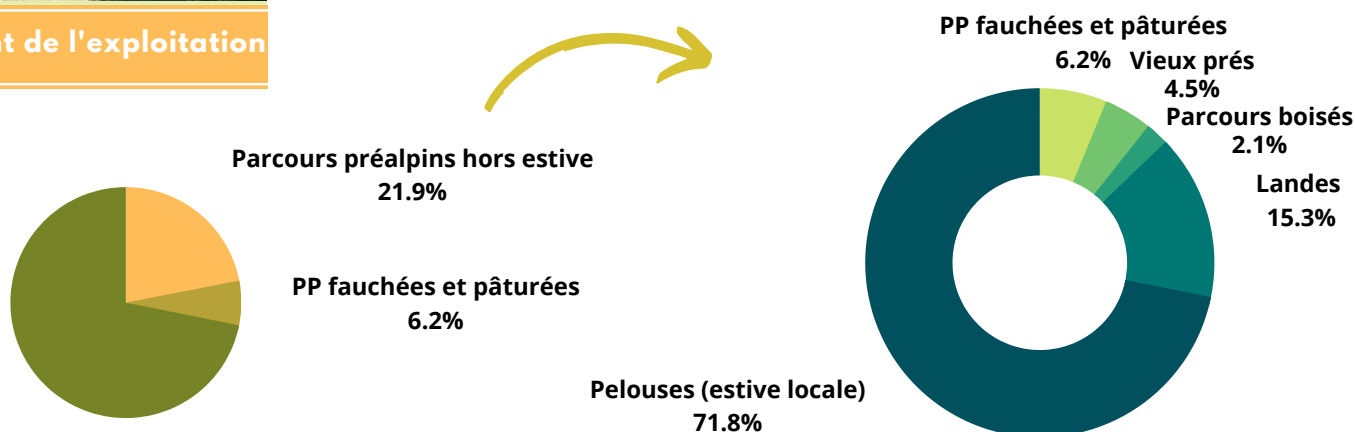 t de l'exploitation
Parcours préalpins hors estive
21.9%
PP fauchées et pâturées
6.2%
PP fauchées et pâturées
6.2%
Vieux prés
4.5%
Parcours boisés
2.1%
Landes
15.3%
Pelouses (estive locale)
71.8%